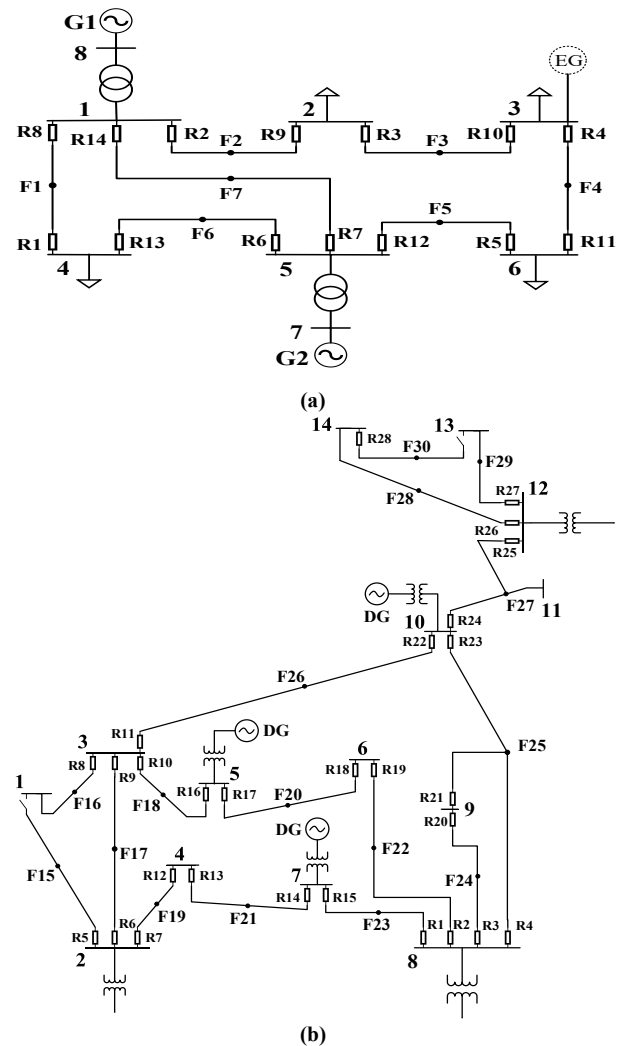 G1
8
EG
1
2
3
R8
R14
R2
F2
R9
R3
F3
R10
R4
F1
F7
F4
R1
R13
F6
R6
R7
R12
F5
R5
R11
4
5
6
7
G2
(a)
14
R28
F30
13
F29
F28
R27
12
R26
R25
DG
10
F27
11
R24
R22
R23
F26
3
R11
R8
R9
R10
DG
F25
1
F16
F18
R16
5
R17
F20
6
R18
R19
R21
9
R20
DG
F15
F17
4
R12
R13
7
R14
R15
F22
F24
F19
F21
F23
R5
R6
R7
R1
R2
R3
R4
2
8
(b)